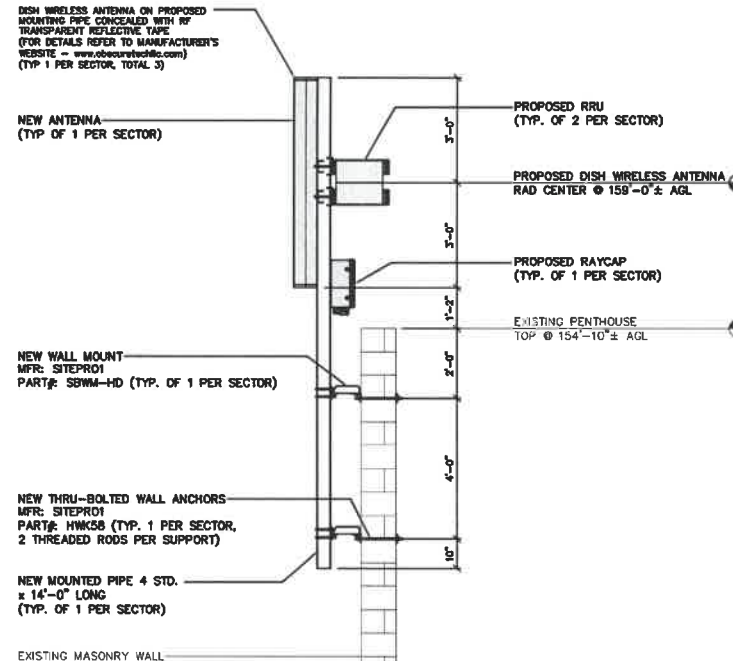 DISH WIRELESS ANTENNA ON PROPOSED
MOUNTING PIPE CONCEALED WITH RF
TRANSPARENT REFLECTIVE TAPE
(FOR DETAILS REFER TO MANUFACTURER'S
WEBSITE – www.obscuretechllc.com)
(TYP 1 PER SECTOR, TOTAL 3)
NEW ANTENNA
(TYP OF 1 PER SECTOR)
PROPOSED RRU
(TYP. OF 2 PER SECTOR)
3'-0"
PROPOSED DISH WIRELESS ANTENNA
RAD CENTER @ 159'-0"± AGL
3'-0"
PROPOSED RAYCAP
(TYP. OF 1 PER SECTOR)
1'-2"
EXISTING PENTHOUSE
TOP @ 154'-10"± AGL
2'-0"
NEW WALL MOUNT
MFR: SITEPRO1
PART#: SBWM-HD (TYP. OF 1 PER SECTOR)
4'-0"
NEW THRU-BOLTED WALL ANCHORS
MFR: SITEPRO1
PART#: HWK58 (TYP. 1 PER SECTOR,
2 THREADED RODS PER SUPPORT)
10"
NEW MOUNTED PIPE 4 STD.
x 14'-0" LONG
(TYP. OF 1 PER SECTOR)
EXISTING MASONRY WALL